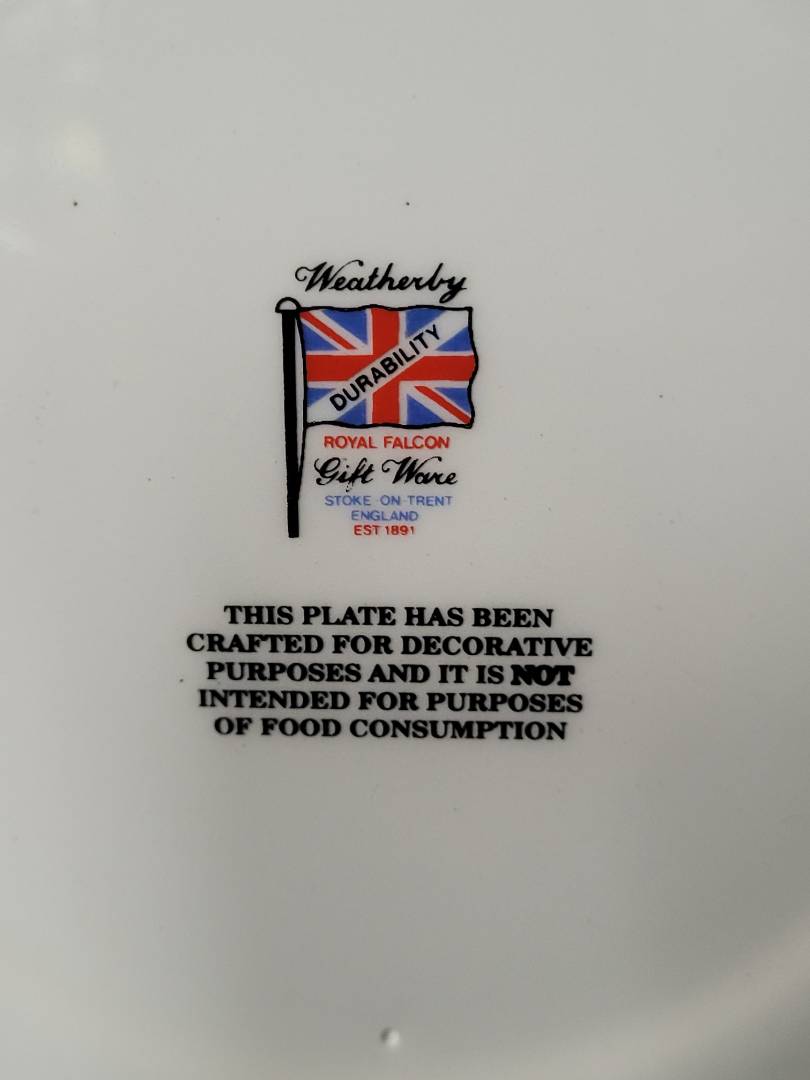 Weatherby
DURABILITY
ROYAL FALCON
Gift Ware
STOKE-ON-TRENT
ENGLAND
EST 1891
THIS PLATE HAS BEEN
CRAFTED FOR DECORATIVE
PURPOSES AND IT IS NOT
INTENDED FOR PURPOSES
OF FOOD CONSUMPTION